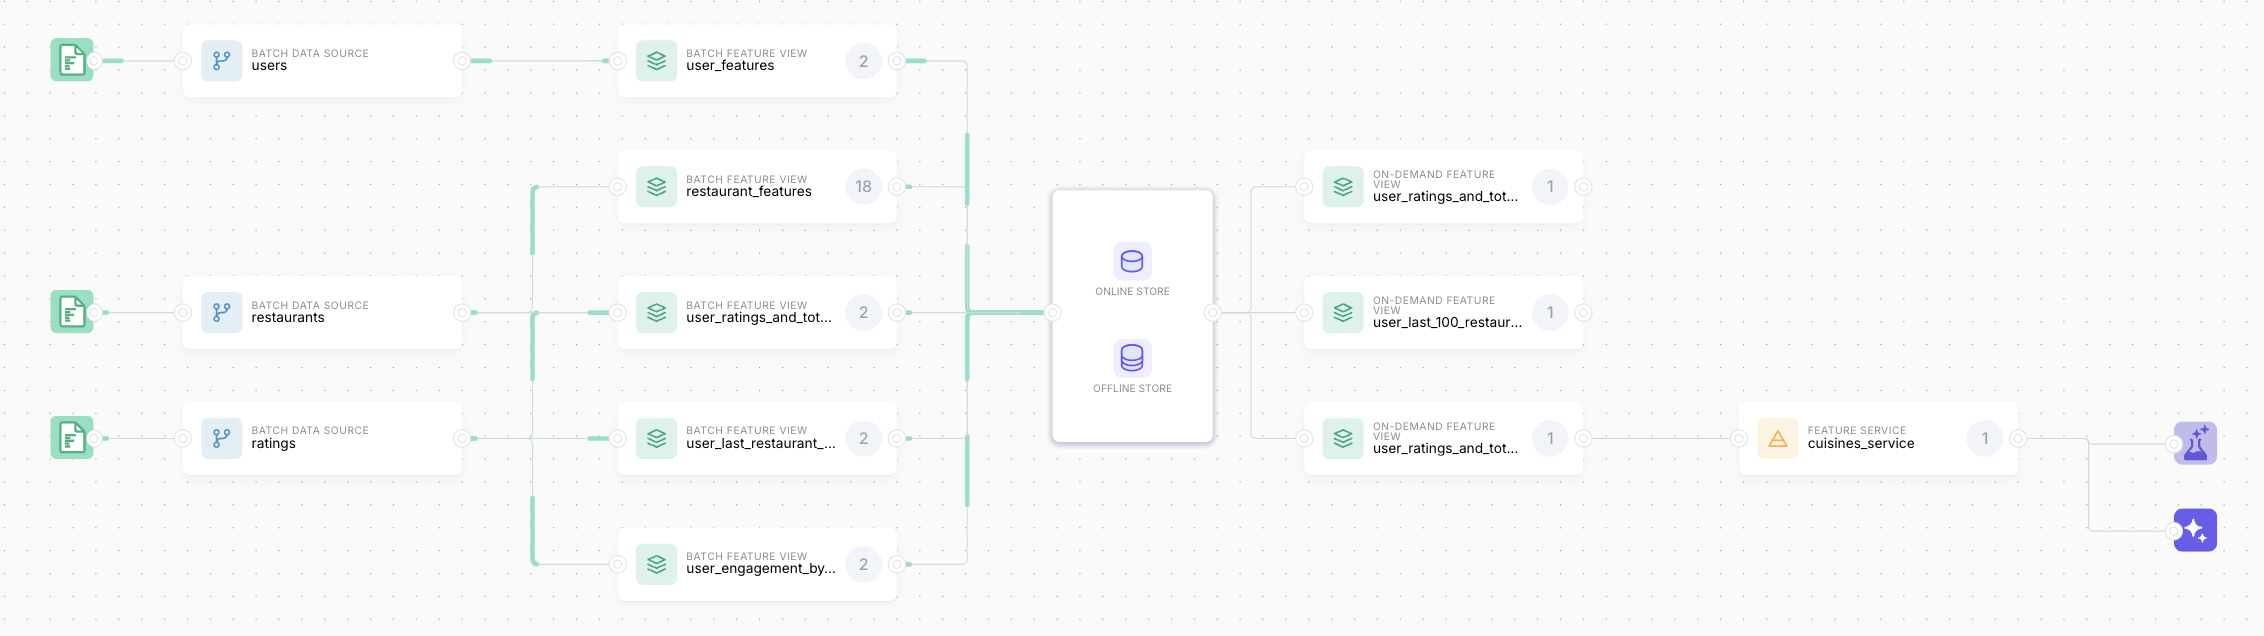 BATCH DATA SOURCE
users
BATCH FEATURE VIEW
user_features
2
BATCH FEATURE VIEW
restaurant_features
18
ON-DEMAND FEATURE
VIEW
user_ratings_and_tot...
1
BATCH DATA SOURCE
restaurants
BATCH FEATURE VIEW
user_ratings_and_tot...
2
ONLINE STORE
OFFLINE STORE
ON-DEMAND FEATURE
VIEW
user_last_100_restaur...
1
BATCH DATA SOURCE
ratings
BATCH FEATURE VIEW
user_last_restaurant_...
2
ON-DEMAND FEATURE
VIEW
user_ratings_and_tot...
1
FEATURE SERVICE
cuisines_service
1
BATCH FEATURE VIEW
user_engagement_by...
2